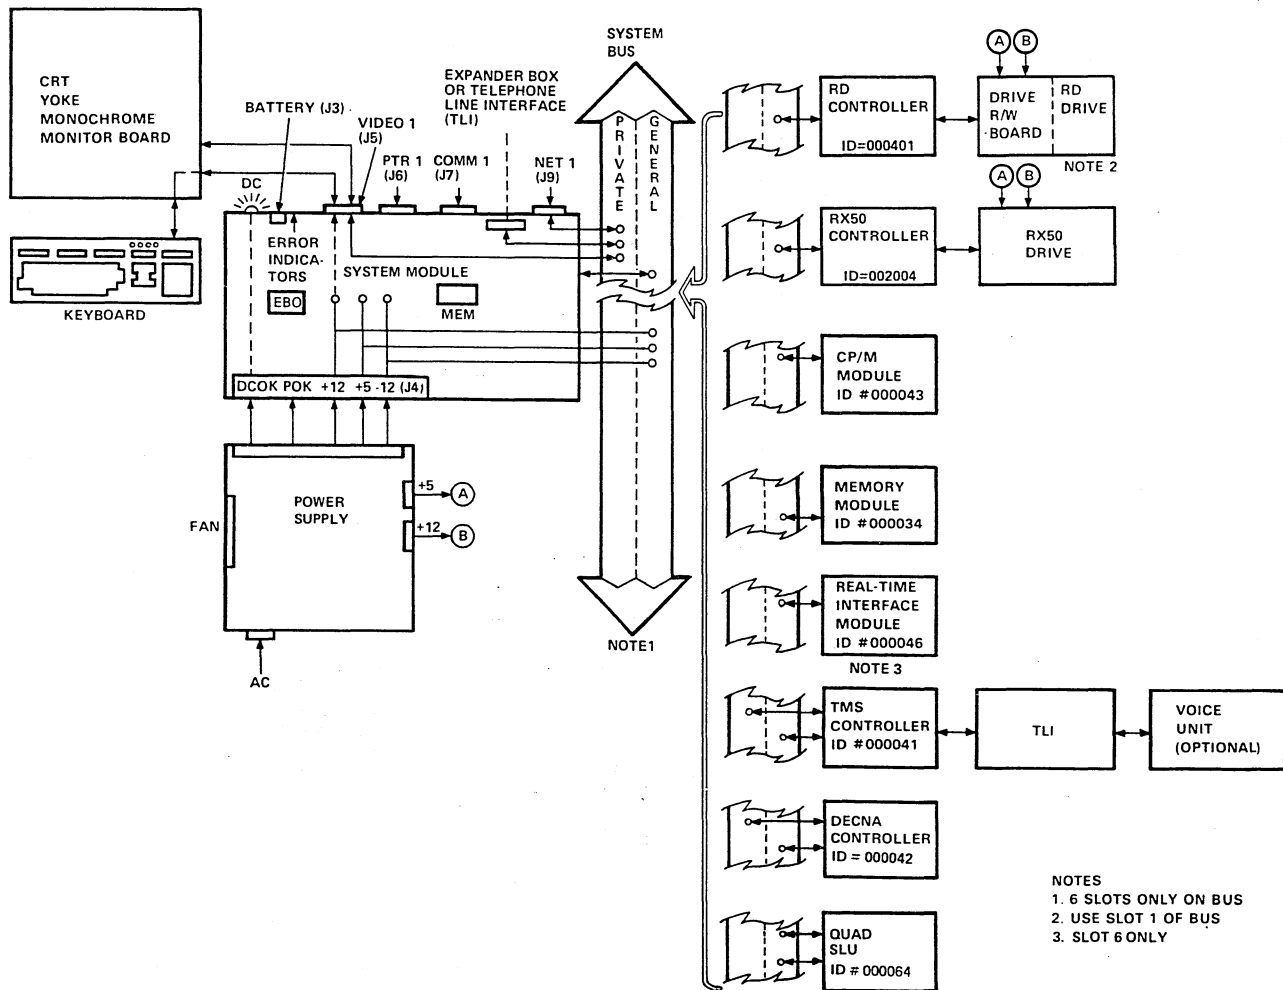 CRT
YOKE
MONOCHROME
MONITOR BOARD
BATTERY (J3)
VIDEO 1
(J5)
PTR 1
(J6)
COMM 1
(J7)
EXPANDER BOX
OR TELEPHONE
LINE INTERFACE
(TLI)
NET 1
(J9)
SYSTEM
BUS
PRIVATE
GENERAL
DC
ERROR
INDICA-
TORS
SYSTEM MODULE
EBO
MEM
KEYBOARD
DCOK POK +12 +5 -12 (J4)
POWER
SUPPLY
FAN
+5
A
+12
B
AC
NOTE1
RD
CONTROLLER
ID=000401
A B
DRIVE
R/W
BOARD
RD
DRIVE
NOTE 2
RX50
CONTROLLER
ID=002004
A B
RX50
DRIVE
CP/M
MODULE
ID #000043
MEMORY
MODULE
ID #000034
REAL-TIME
INTERFACE
MODULE
ID #000046
NOTE 3
TMS
CONTROLLER
ID #000041
TLI
VOICE
UNIT
(OPTIONAL)
DECNA
CONTROLLER
ID = 000042
QUAD
SLU
ID # 000064
NOTES
1. 6 SLOTS ONLY ON BUS
2. USE SLOT 1 OF BUS
3. SLOT 6 ONLY